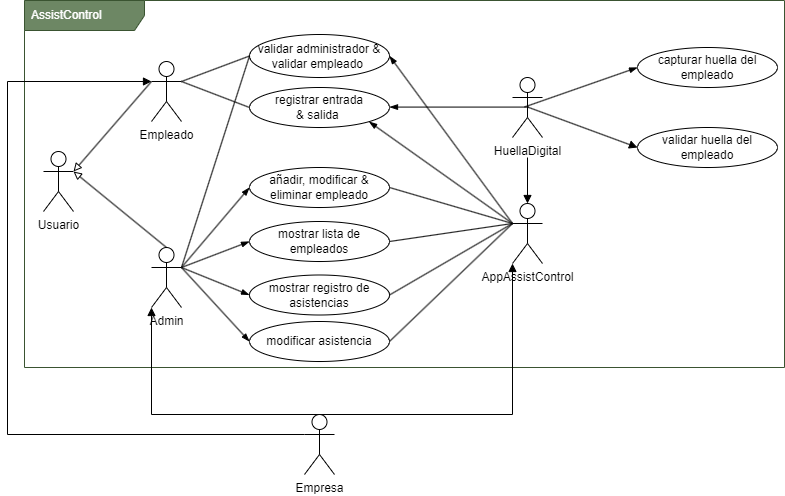 AssistControl
validar administrador &
validar empleado
capturar huella del
empleado
registrar entrada
& salida
Empleado
HuellaDigital
validar huella del
empleado
añadir, modificar &
eliminar empleado
Usuario
mostrar lista de
empleados
AppAssistControl
mostrar registro de
asistencias
Admin
modificar asistencia
Empresa